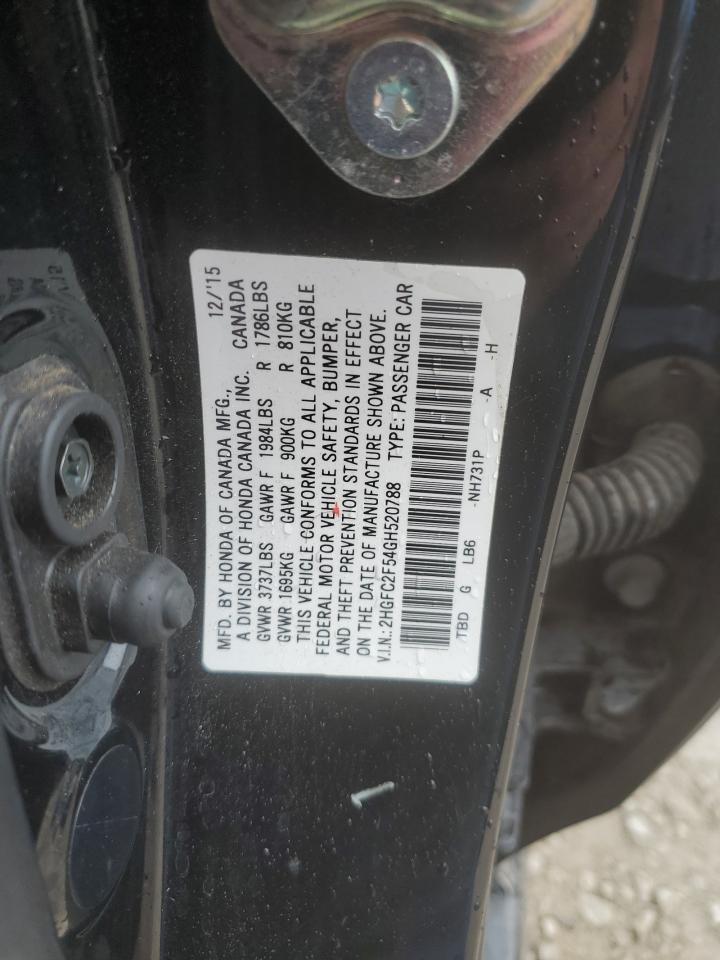 MFD. BY HONDA OF CANADA MFG., 12/'15
A DIVISION OF HONDA CANADA INC. CANADA
GVWR 3737LBS GAWR F 1984LBS R 1786LBS
GVWR 1695KG GAWR F 900KG R 810KG
THIS VEHICLE CONFORMS TO ALL APPLICABLE
FEDERAL MOTOR VEHICLE SAFETY, BUMPER,
AND THEFT PREVENTION STANDARDS IN EFFECT
ON THE DATE OF MANUFACTURE SHOWN ABOVE.
V.I.N.: 2HGFC2F54GH520788 TYPE: PASSENGER CAR
TBD G LB6 -NH731P -A -H